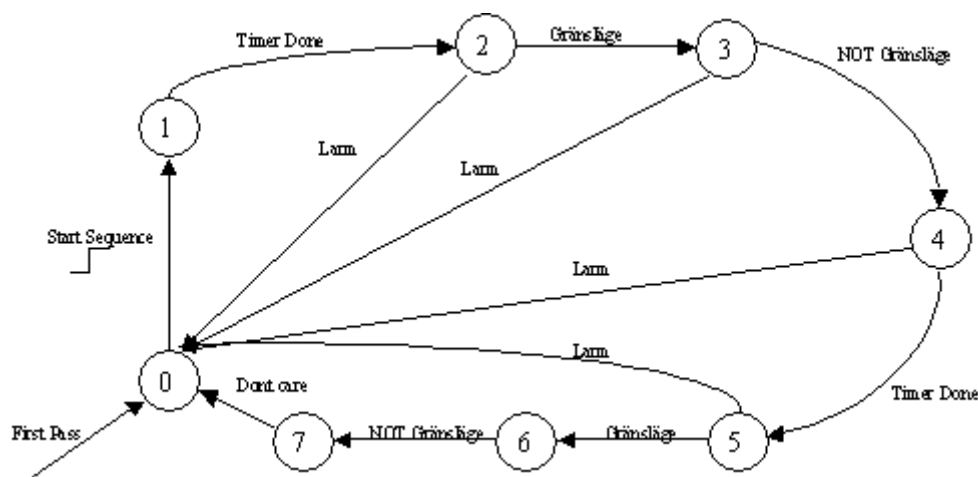 Timer Done
2
Gränsläge
3
NOT Gränsläge
1
Larm
Larm
Start Sequence
4
Larm
Larm
0
Dont care
Timer Done
First Pass
7
NOT Gränsläge
6
Gränsläge
5